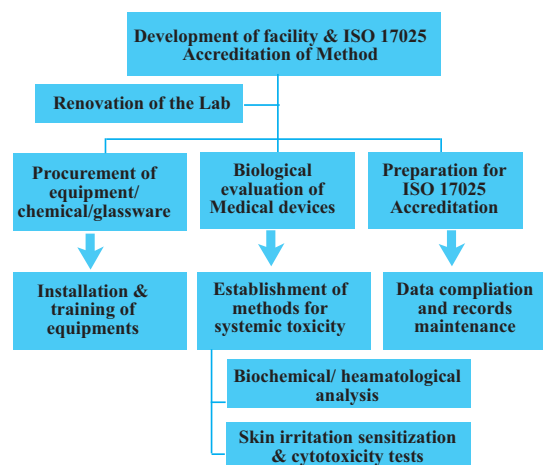 Development of facility & ISO 17025
Accreditation of Method
Renovation of the Lab
Procurement of
equipment/
chemical/glassware
Biological
evaluation of
Medical devices
Preparation for
ISO 17025
Accreditation
Installation &
training of
equipments
Establishment of
methods for
systemic toxicity
Data compliation
and records
maintenance
Biochemical/ heamatological
analysis
Skin irritation sensitization
& cytotoxicity tests